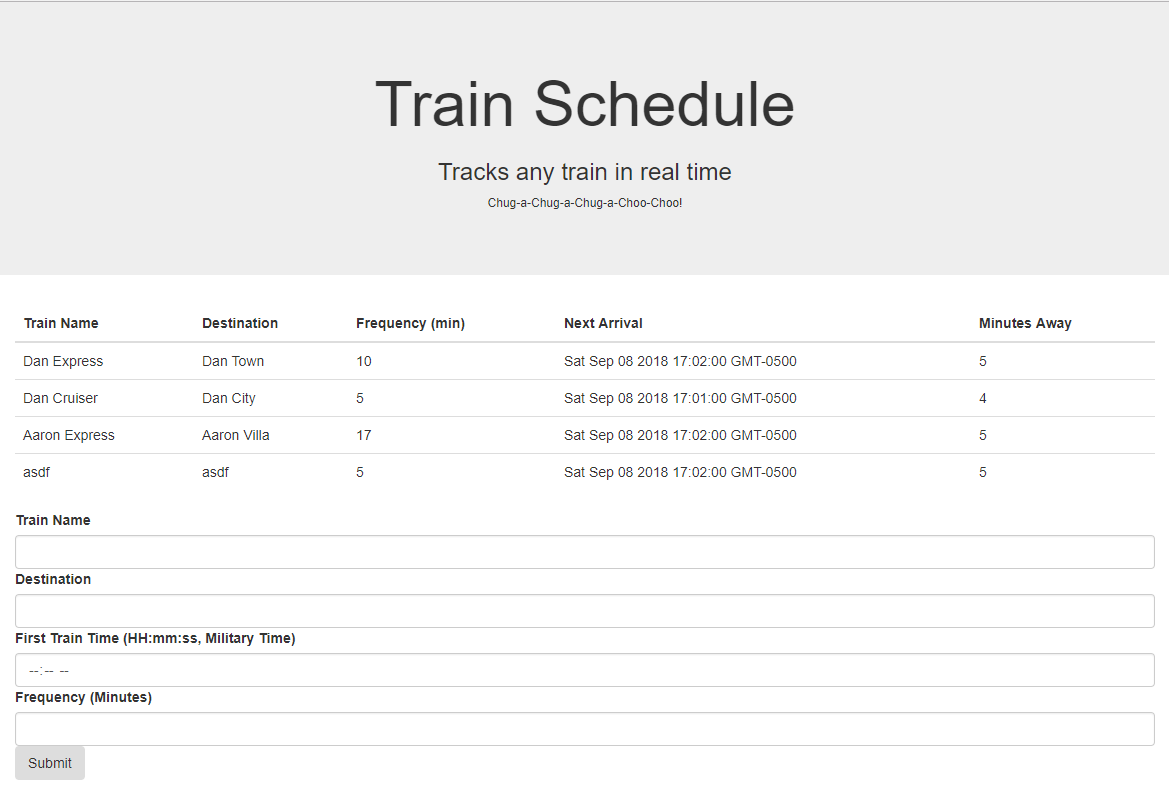 Train Schedule
Tracks any train in real time
Chug-a-Chug-a-Chug-a-Choo-Choo!
Train Name Destination Frequency (min) Next Arrival Minutes Away
Dan Express Dan Town 10 Sat Sep 08 2018 17:02:00 GMT-0500 5
Dan Cruiser Dan City 5 Sat Sep 08 2018 17:01:00 GMT-0500 4
Aaron Express Aaron Villa 17 Sat Sep 08 2018 17:02:00 GMT-0500 5
asdf asdf 5 Sat Sep 08 2018 17:02:00 GMT-0500 5
Train Name
Destination
First Train Time (HH:mm:ss, Military Time)
--:-- --
Frequency (Minutes)
Submit